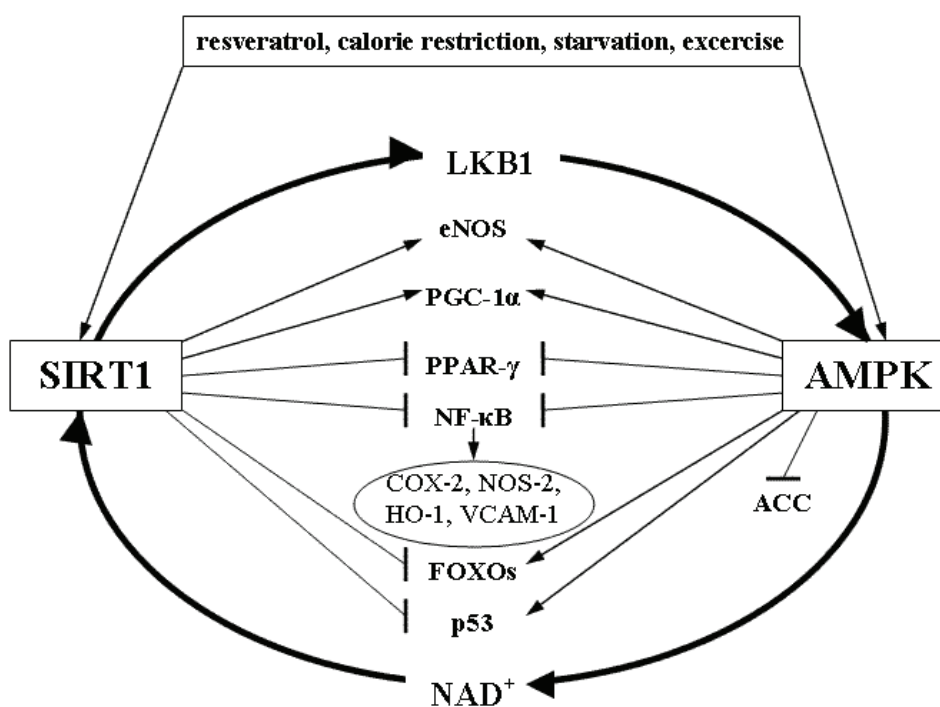 resveratrol, calorie restriction, starvation, excercise
LKB1
eNOS
PGC-1α
SIRT1
PPAR-γ
AMPK
NF-κB
COX-2, NOS-2,
HO-1, VCAM-1
ACC
FOXOs
p53
NAD⁺